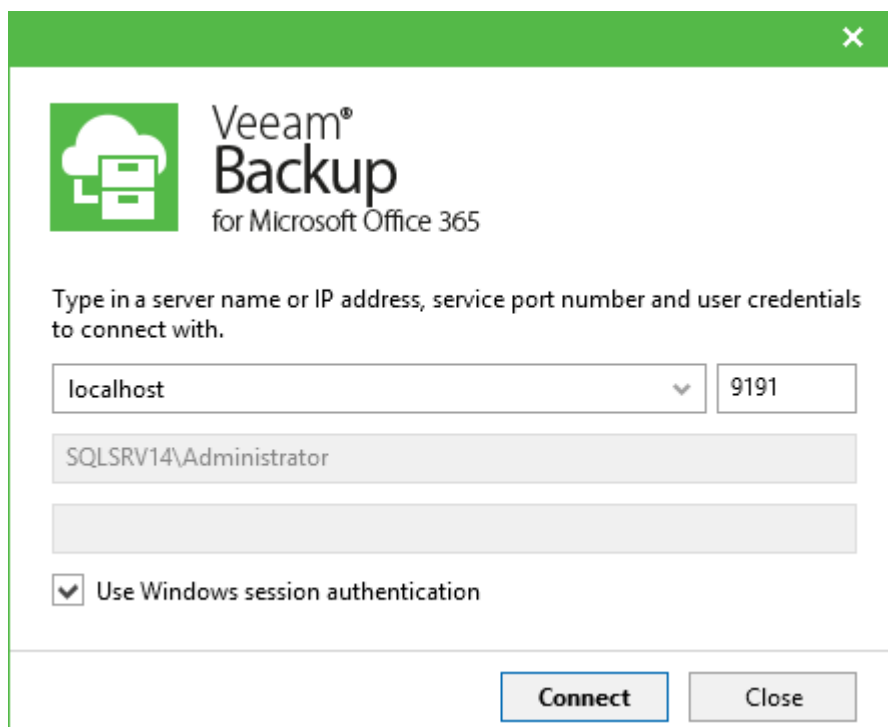 Veeam®
Backup
for Microsoft Office 365
Type in a server name or IP address, service port number and user credentials
to connect with.
localhost
9191
SQLSRV14\Administrator
Use Windows session authentication
Connect
Close